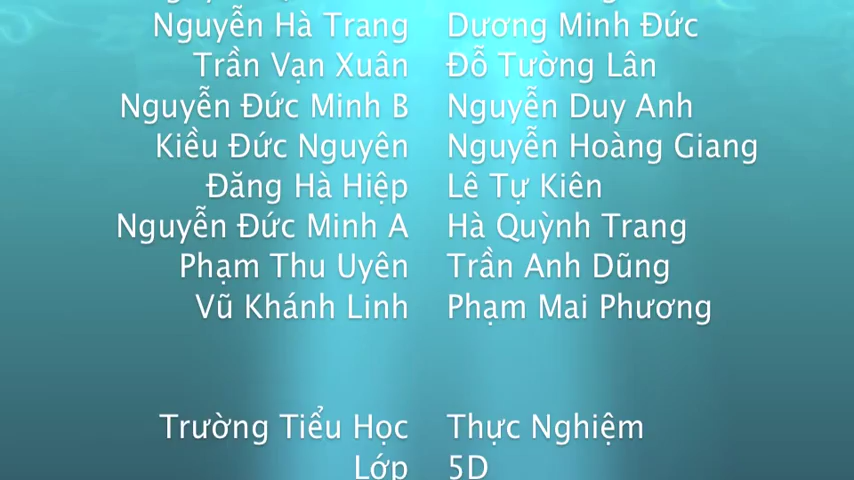 Nguyễn Hà Trang Dương Minh Đức
Trần Vạn Xuân Đỗ Tường Lân
Nguyễn Đức Minh B Nguyễn Duy Anh
Kiều Đức Nguyên Nguyễn Hoàng Giang
Đăng Hà Hiệp Lê Tự Kiên
Nguyễn Đức Minh A Hà Quỳnh Trang
Phạm Thu Uyên Trần Anh Dũng
Vũ Khánh Linh Phạm Mai Phương
Trường Tiểu Học Thực Nghiệm
Lớp 5D